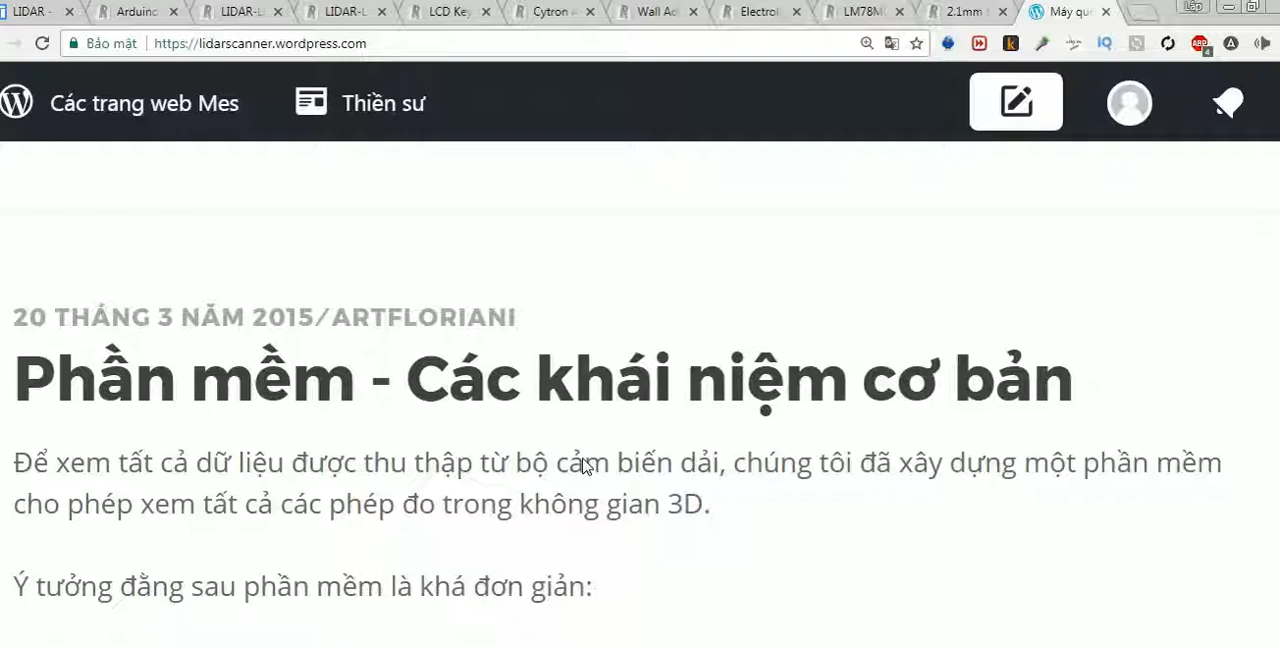 LIDAR -
Arduino
LIDAR-L
LIDAR-L
LCD Key
Cytron
Wall Ad
Electro
LM78M
2.1mm
Máy qu
Lập
Bảo mật
https://lidarscanner.wordpress.com
IQ
ABP
4
Các trang web Mes
Thiền sư
20 THÁNG 3 NĂM 2015/ARTFLORIANI
Phần mềm - Các khái niệm cơ bản
Để xem tất cả dữ liệu được thu thập từ bộ cảm biến dải, chúng tôi đã xây dựng một phần mềm
cho phép xem tất cả các phép đo trong không gian 3D.
Ý tưởng đằng sau phần mềm là khá đơn giản: